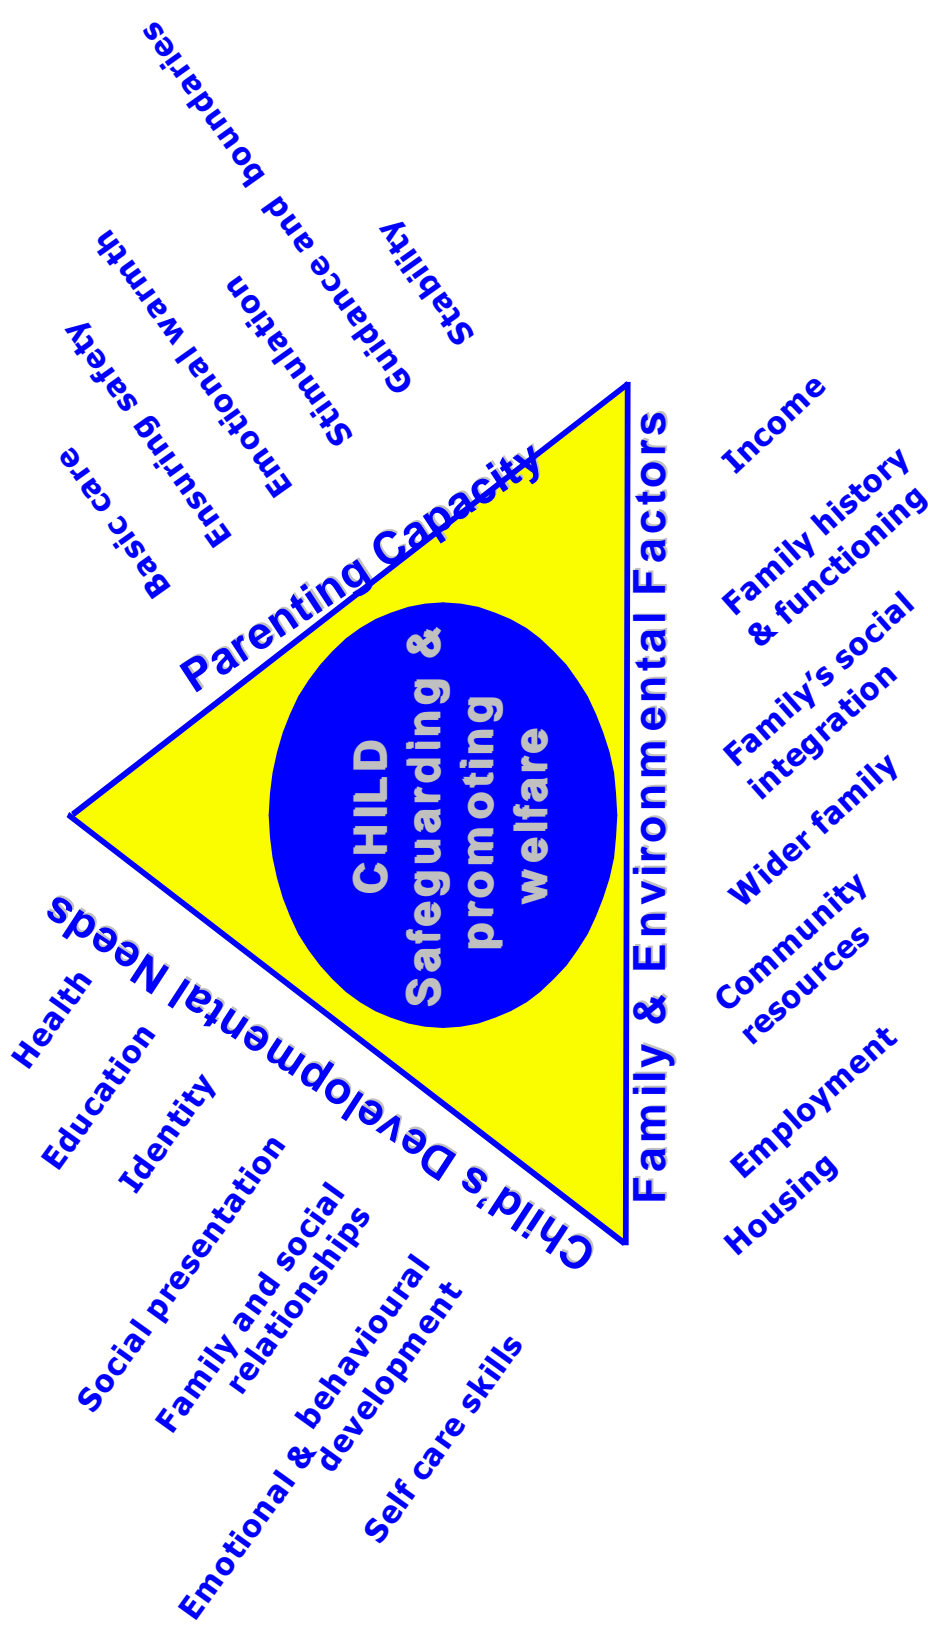 CHILD
Safeguarding &
promoting
welfare
Child’s Developmental Needs
Health
Education
Identity
Social presentation
Family and social
relationships
Emotional & behavioural
development
Self care skills
Parenting Capacity
Basic care
Ensuring safety
Emotional warmth
Stimulation
Guidance and boundaries
Stability
Family & Environmental Factors
Income
Family history
& functioning
Family’s social
integration
Wider family
Community
resources
Employment
Housing